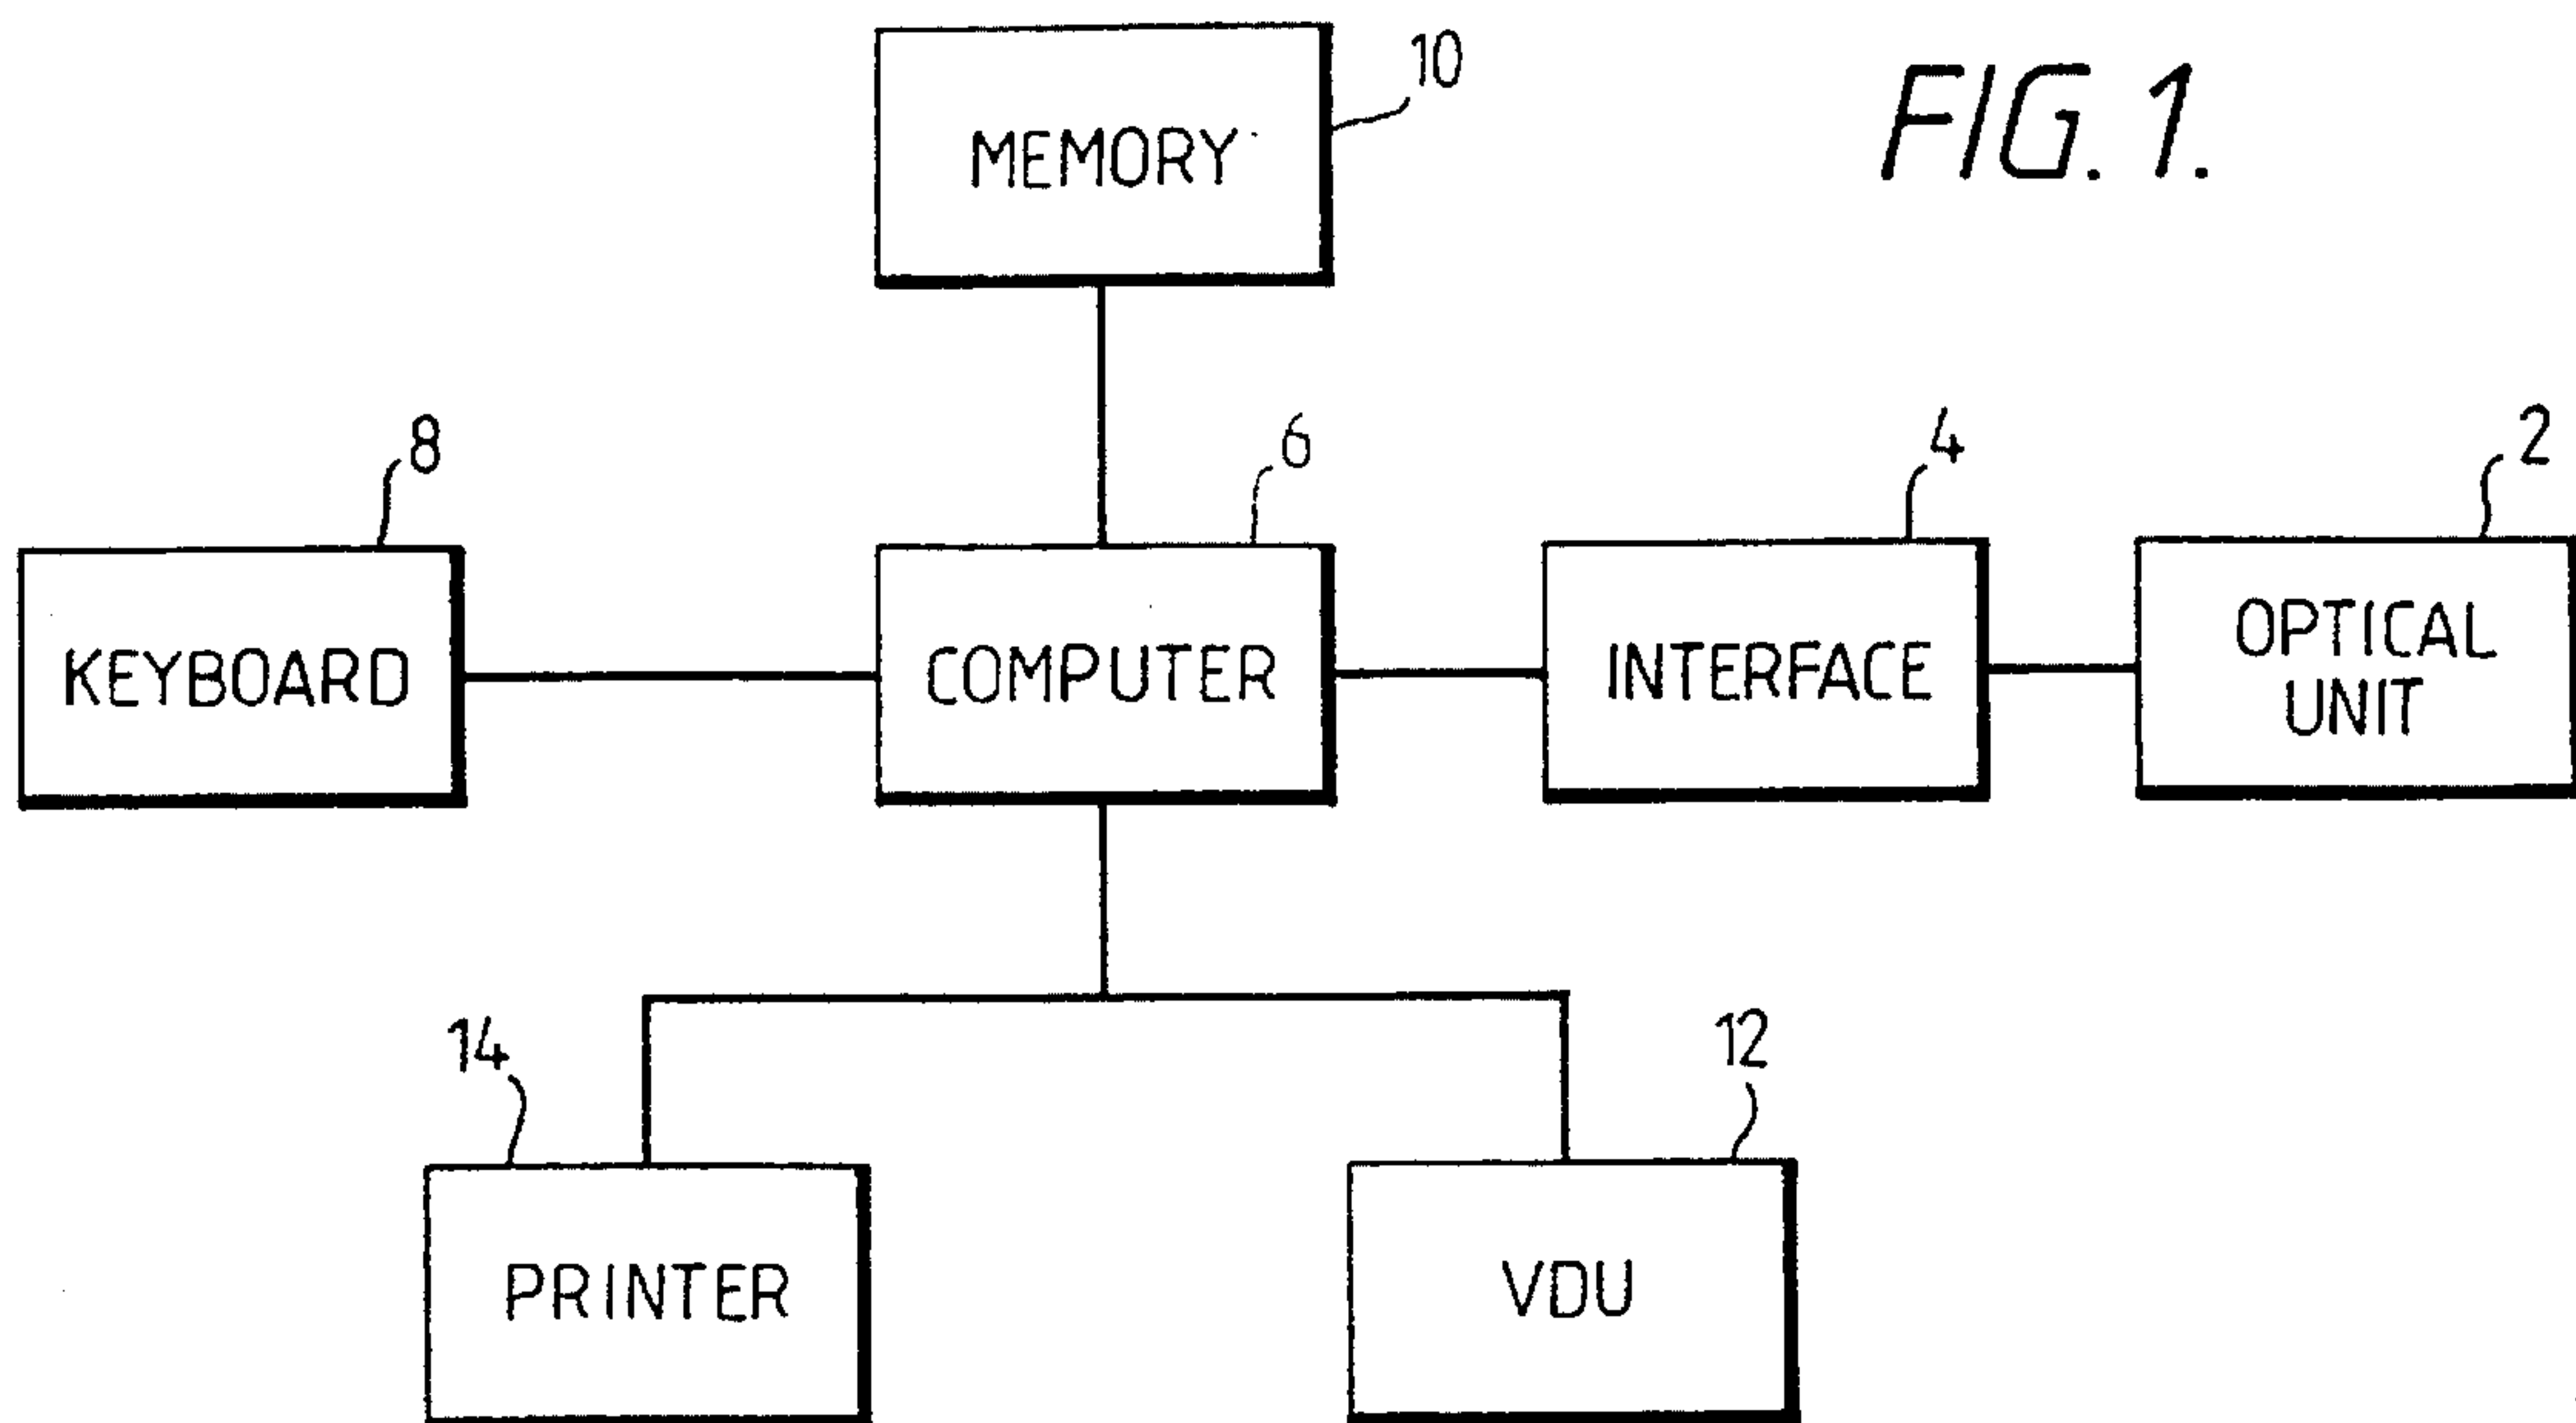 FIG. 1.
10
MEMORY
8
6
4
2
KEYBOARD
COMPUTER
INTERFACE
OPTICAL
UNIT
14
12
PRINTER
VDU